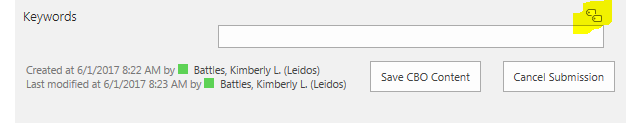 Keywords
Created at 6/1/2017 8:22 AM by Battles, Kimberly L. (Leidos)
Last modified at 6/1/2017 8:23 AM by Battles, Kimberly L. (Leidos)
Save CBO Content
Cancel Submission